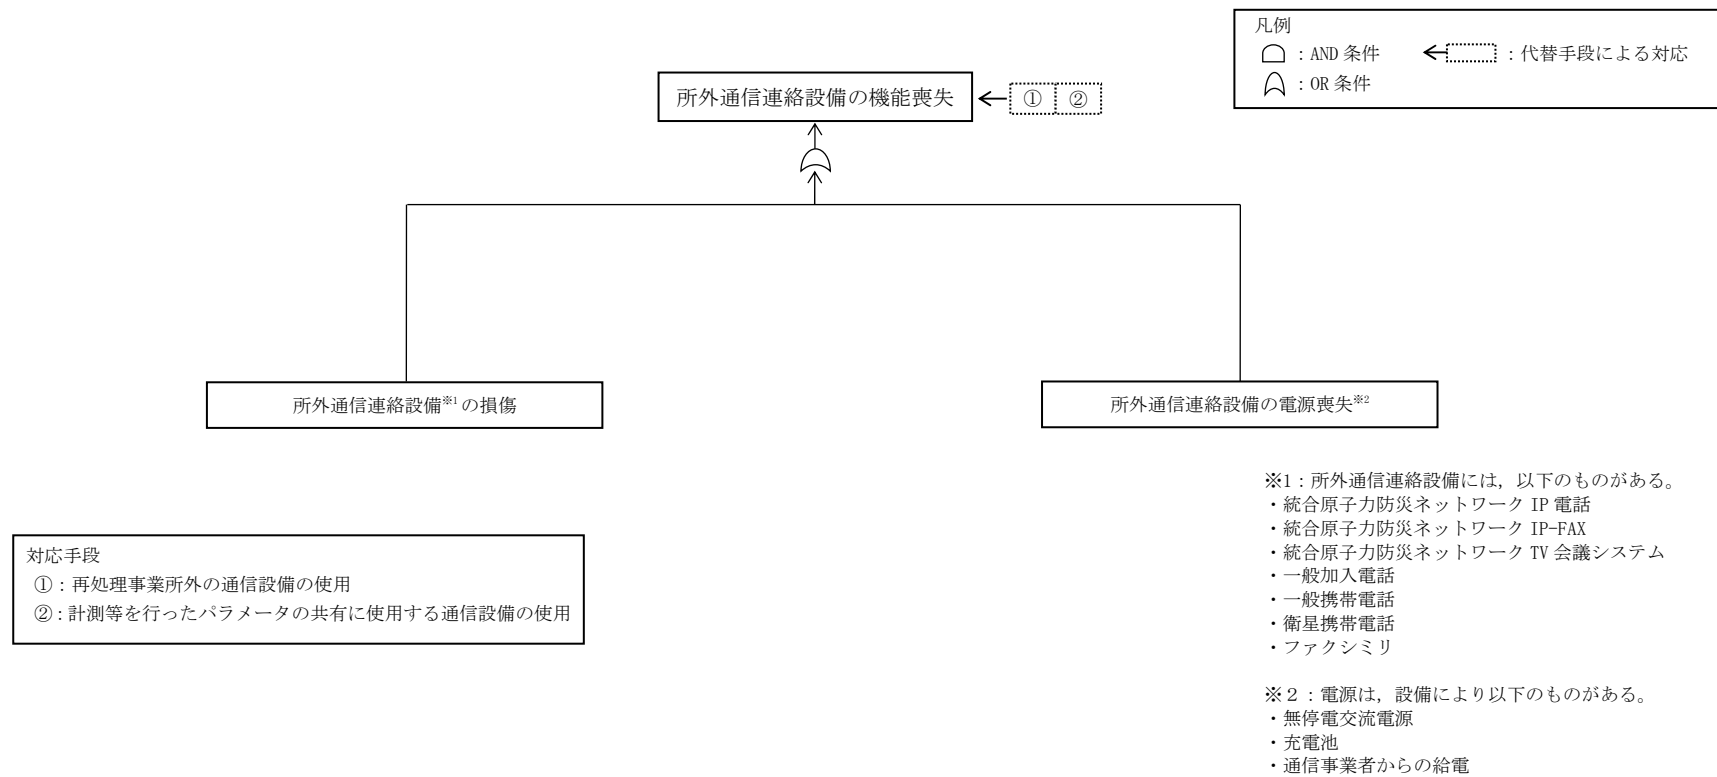 凡例
：AND 条件
：代替手段による対応
：OR 条件
所外通信連絡設備の機能喪失
①
②
所外通信連絡設備※1 の損傷
所外通信連絡設備の電源喪失※2
対応手段
①：再処理事業所外の通信設備の使用
②：計測等を行ったパラメータの共有に使用する通信設備の使用
※1：所外通信連絡設備には，以下のものがある。
・統合原子力防災ネットワーク IP 電話
・統合原子力防災ネットワーク IP-FAX
・統合原子力防災ネットワーク TV 会議システム
・一般加入電話
・一般携帯電話
・衛星携帯電話
・ファクシミリ
※２：電源は，設備により以下のものがある。
・無停電交流電源
・充電池
・通信事業者からの給電